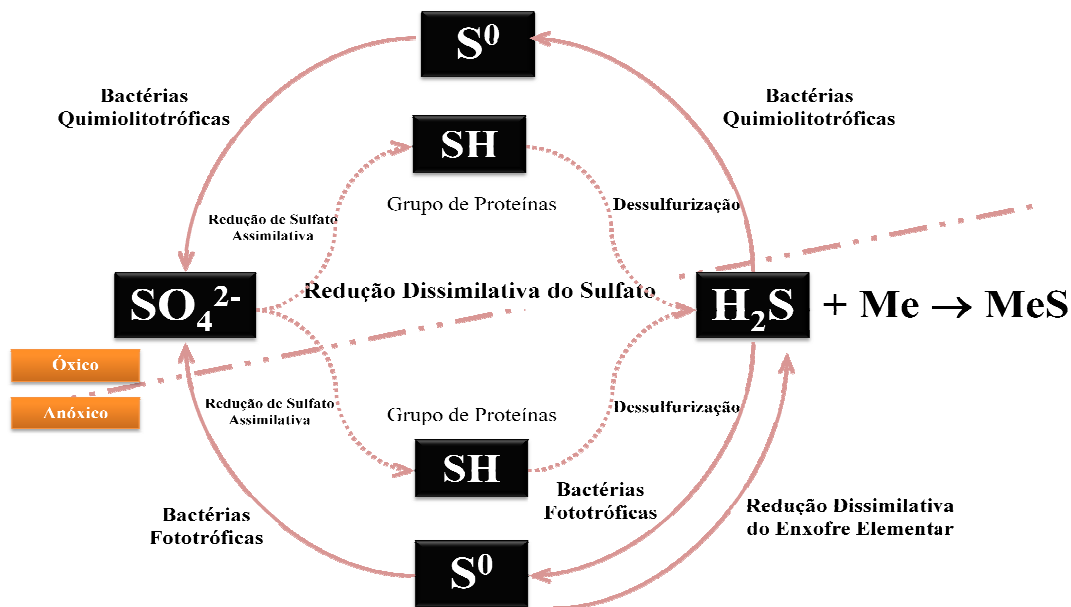 S⁰
Bactérias
Quimiolitotróficas
Bactérias
Quimiolitotróficas
SH
Grupo de Proteínas
Redução de Sulfato
Assimilativa
Dessulfurização
SO₄²⁻
Redução Dissimilativa do Sulfato
H₂S + Me → MeS
Óxico
Anóxico
Redução de Sulfato
Assimilativa
Grupo de Proteínas
Dessulfurização
SH
Bactérias
Fototróficas
Bactérias
Fototróficas
Redução Dissimilativa
do Enxofre Elementar
S⁰